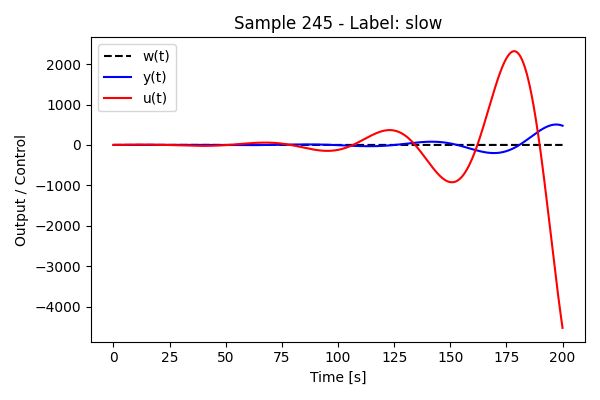 Sample 245 - Label: slow
w(t)
y(t)
u(t)
Output / Control
2000
1000
0
−1000
−2000
−3000
−4000
0 25 50 75 100 125 150 175 200
Time [s]